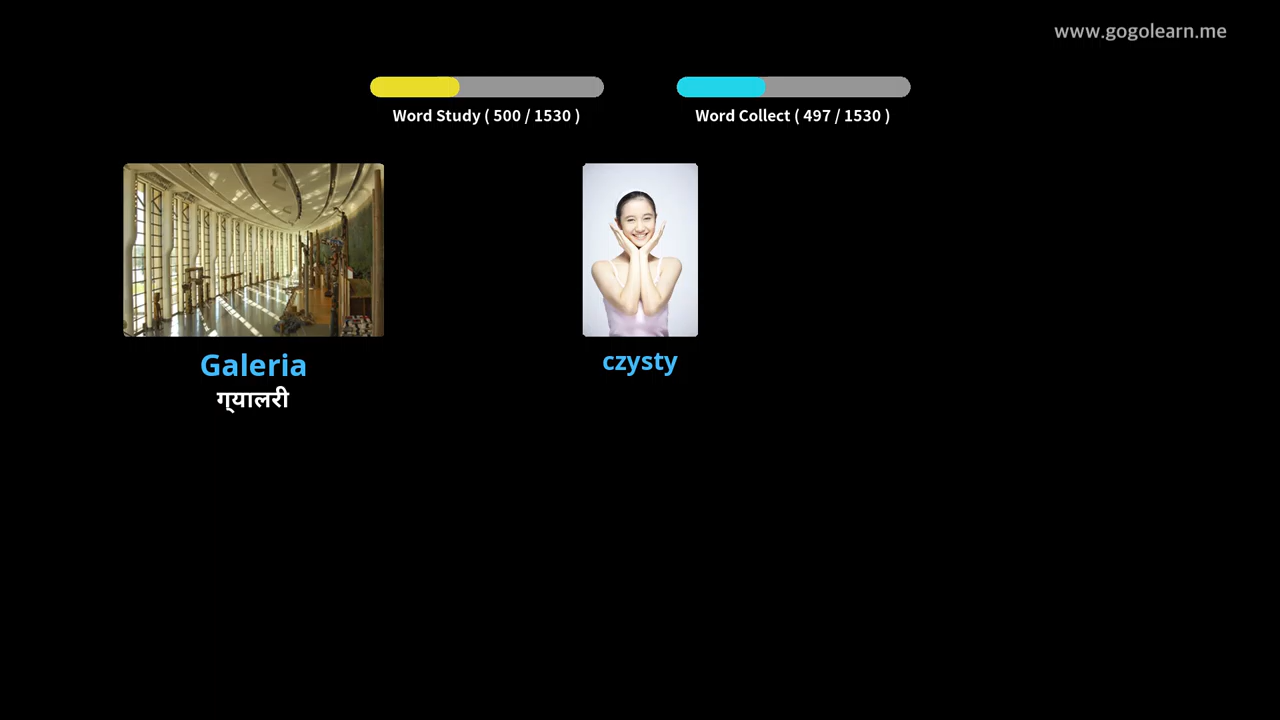 www.gogolearn.me
Word Study ( 500 / 1530 )
Word Collect ( 497 / 1530 )
Galeria
ग्यालरी
czysty